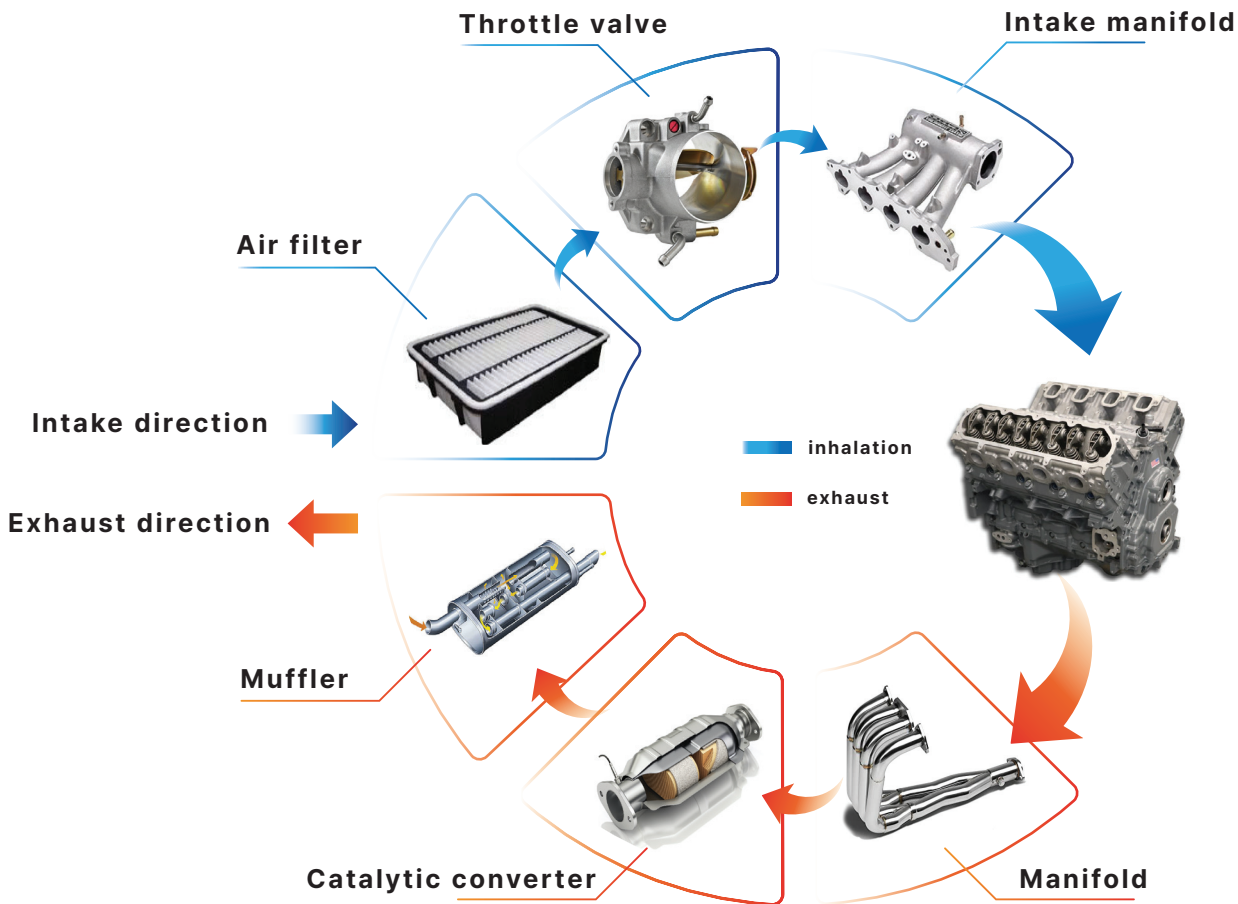 Throttle valve
Intake manifold
Air filter
Intake direction
inhalation
exhaust
Exhaust direction
Muffler
Catalytic converter
Manifold